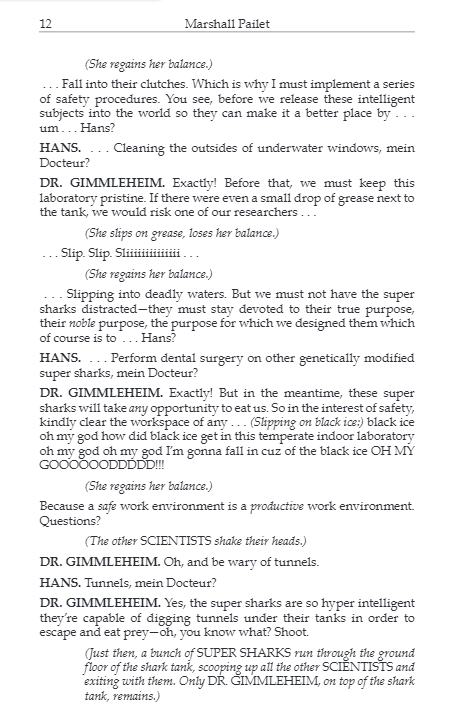 12 Marshall Pailet
(She regains her balance.)
. . . Fall into their clutches. Which is why I must implement a series
of safety procedures. You see, before we release these intelligent
subjects into the world so they can make it a better place by . . .
um . . . Hans?
HANS. . . . Cleaning the outsides of underwater windows, mein
Docteur?
DR. GIMMLEHEIM. Exactly! Before that, we must keep this
laboratory pristine. If there were even a small drop of grease next to
the tank, we would risk one of our researchers . . .
(She slips on grease, loses her balance.)
. . . Slip. Slip. Sliiiiiiiiiiiiiii . . .
(She regains her balance.)
. . . Slipping into deadly waters. But we must not have the super
sharks distracted—they must stay devoted to their true purpose,
their noble purpose, the purpose for which we designed them which
of course is to . . . Hans?
HANS. . . . Perform dental surgery on other genetically modified
super sharks, mein Docteur?
DR. GIMMLEHEIM. Exactly! But in the meantime, these super
sharks will take any opportunity to eat us. So in the interest of safety,
kindly clear the workspace of any . . . (Slipping on black ice:) black ice
oh my god how did black ice get in this temperate indoor laboratory
oh my god oh my god I'm gonna fall in cuz of the black ice OH MY
GOOOOOODDDDD!!!
(She regains her balance.)
Because a safe work environment is a productive work environment.
Questions?
(The other SCIENTISTS shake their heads.)
DR. GIMMLEHEIM. Oh, and be wary of tunnels.
HANS. Tunnels, mein Docteur?
DR. GIMMLEHEIM. Yes, the super sharks are so hyper intelligent
they're capable of digging tunnels under their tanks in order to
escape and eat prey—oh, you know what? Shoot.
(Just then, a bunch of SUPER SHARKS run through the ground
floor of the shark tank, scooping up all the other SCIENTISTS and
exiting with them. Only DR. GIMMLEHEIM, on top of the shark
tank, remains.)